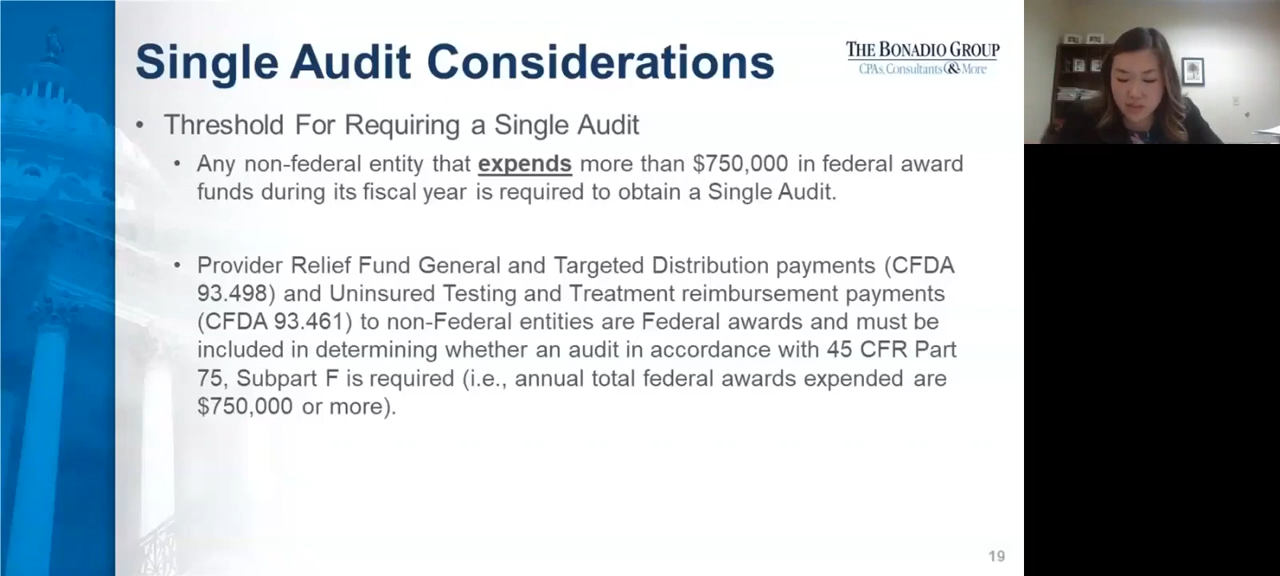 Single Audit Considerations
THE BONADIO GROUP
CPAs, Consultants & More
• Threshold For Requiring a Single Audit
• Any non-federal entity that expends more than $750,000 in federal award
funds during its fiscal year is required to obtain a Single Audit.
• Provider Relief Fund General and Targeted Distribution payments (CFDA
93.498) and Uninsured Testing and Treatment reimbursement payments
(CFDA 93.461) to non-Federal entities are Federal awards and must be
included in determining whether an audit in accordance with 45 CFR Part
75, Subpart F is required (i.e., annual total federal awards expended are
$750,000 or more).
19